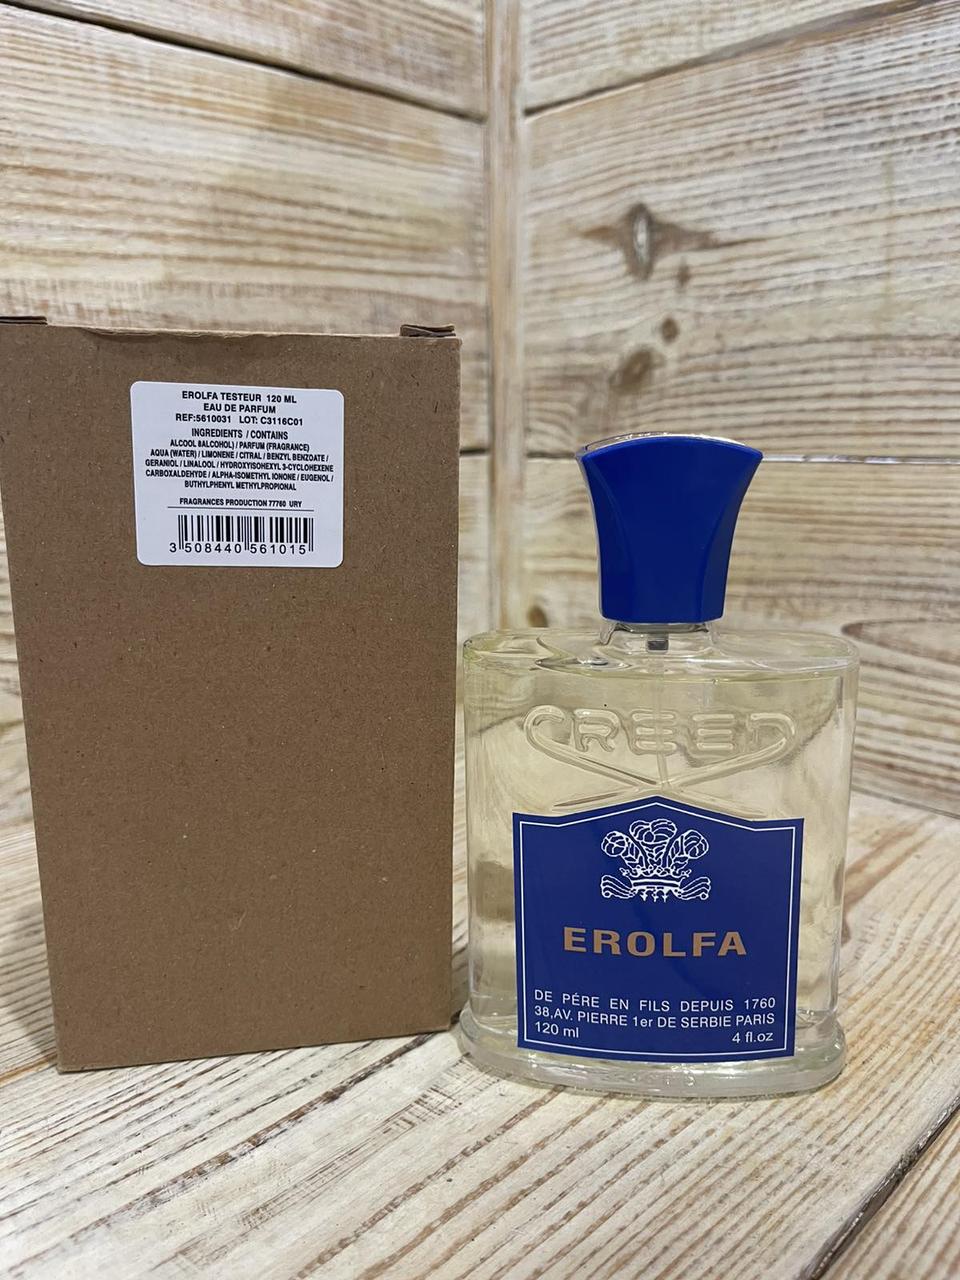 EROLFA TESTEUR 120 ML
EAU DE PARFUM
REF:5610031 LOT: C3116C01
INGREDIENTS / CONTAINS
ALCOOL 8ALCOHOL) / PARFUM (FRAGRANCE)
AQUA (WATER) / LIMONENE / CITRAL / BENZYL BENZOATE /
GERANIOL / LINALOOL / HYDROXYISOHEXYL 3-CYCLOHEXENE
CARBOXALDEHYDE / ALPHA-ISOMETHYL IONONE / EUGENOL /
BUTHYLPHENYL METHYLPROPIONAL
FRAGRANCES PRODUCTION 77760 URY
3 508440 561015
CREED
EROLFA
DE PÉRE EN FILS DEPUIS 1760
38,AV. PIERRE 1er DE SERBIE PARIS
120 ml 4 fl.oz